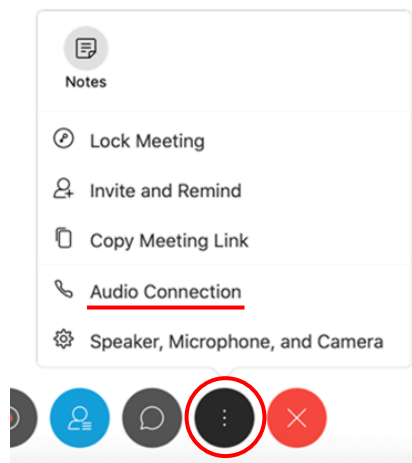 Notes
Lock Meeting
Invite and Remind
Copy Meeting Link
Audio Connection
Speaker, Microphone, and Camera